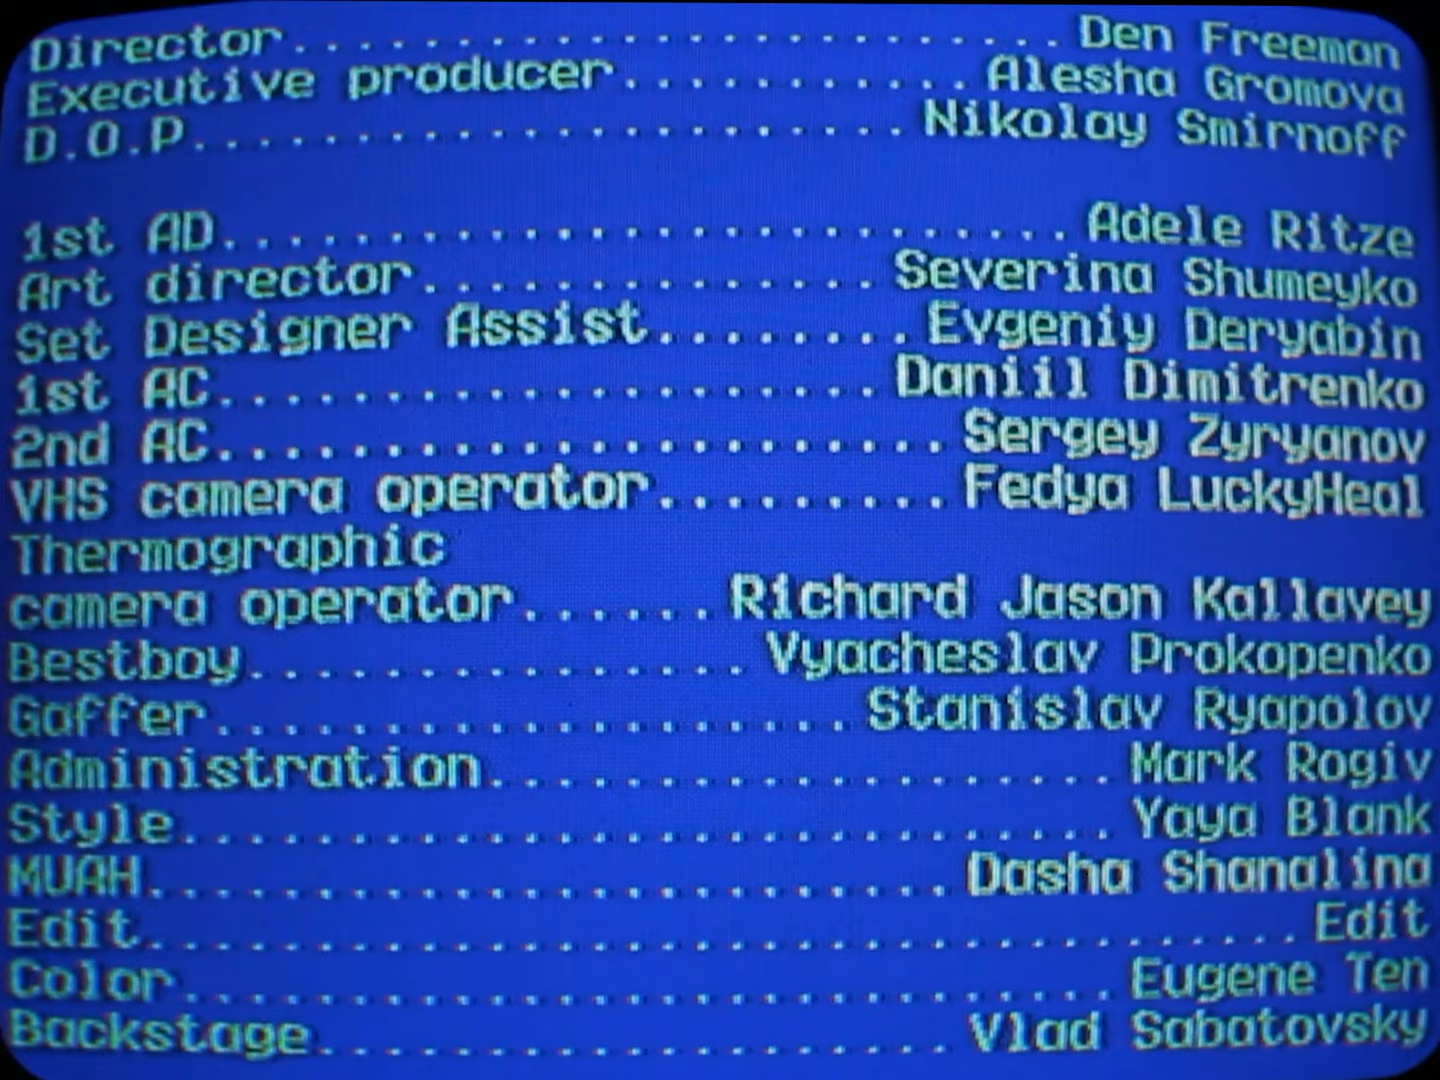 Director.......................Den Freeman
Executive producer...........Alesha Gromova
D.O.P......................Nikolay Smirnoff
1st AD..........................Adele Ritze
Art director..............Severina Shumeyko
Set Designer Assist........Evgeniy Deryabin
1st AC....................Daniil Dimitrenko
2nd AC......................Sergey Zyryanov
VHS camera operator.........Fedya LuckyHeal
Thermographic
camera operator......Richard Jason Kallavey
Bestboy...............Vyacheslav Prokopenko
Gaffer...................Stanislav Ryapolov
Administration...................Mark Rogiv
Style............................Yaya Blank
MUAH........................Dasha Shanalina
Edit...................................Edit
Color............................Eugene Ten
Backstage...................Vlad Sabatovsky